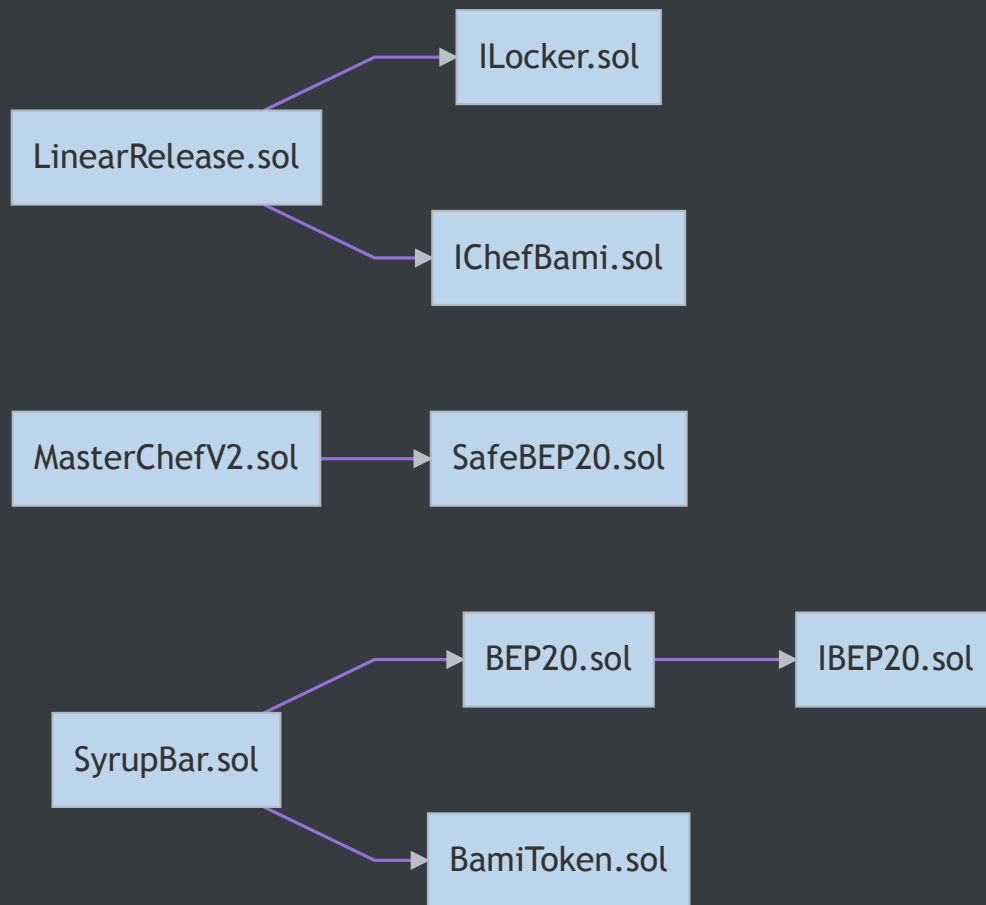 ILocker.sol
LinearRelease.sol
IChefBami.sol
MasterChefV2.sol
SafeBEP20.sol
BEP20.sol
IBEP20.sol
SyrupBar.sol
BamiToken.sol